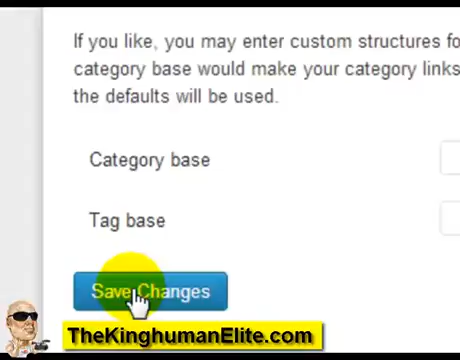 If you like, you may enter custom structures fo
category base would make your category links
the defaults will be used.
Category base
Tag base
Save Changes
TheKinghumanElite.com